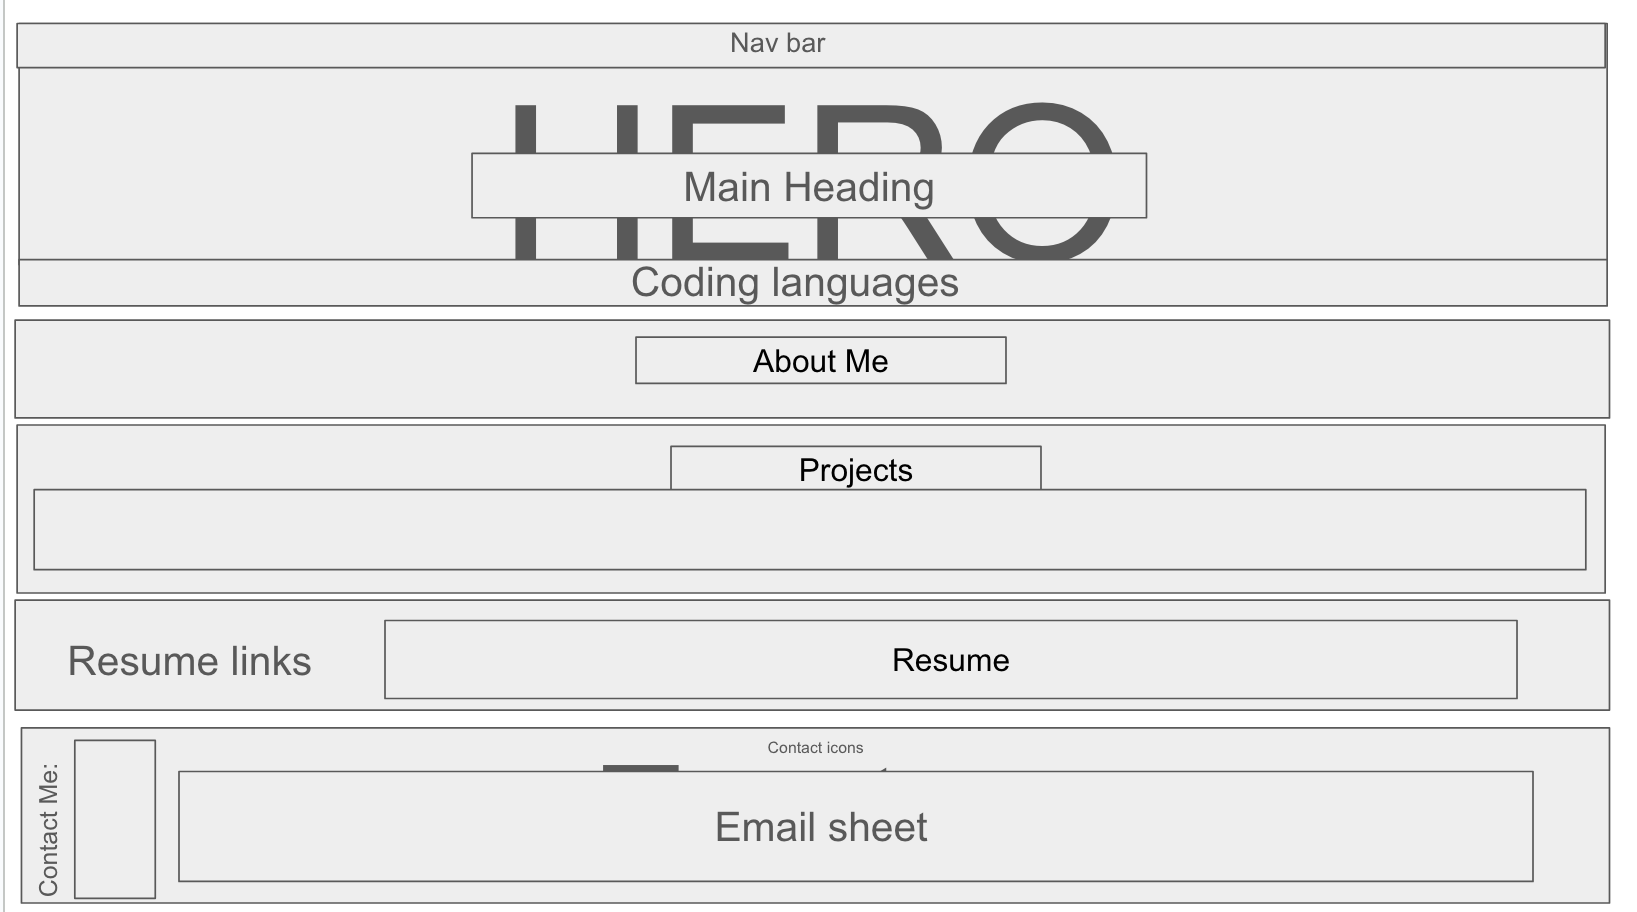 Nav bar
HERO
Main Heading
Coding languages
About Me
Projects
Resume links
Resume
Contact icons
Contact Me:
Email sheet